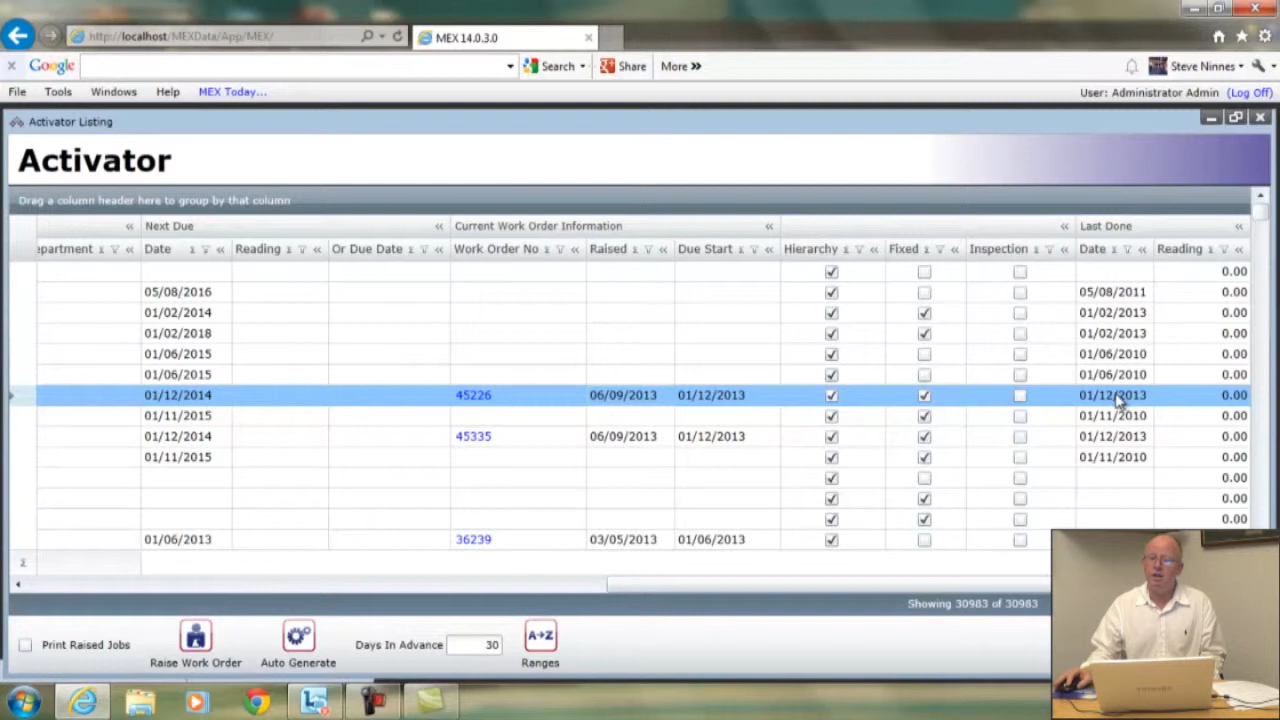 http://localhost/MEXData/App/MEX/ MEX 14.0.3.0
Google Search Share More » Steve Ninnes
File Tools Windows Help MEX Today... User: Administrator Admin (Log Off)
Activator Listing
Activator
Drag a column header here to group by that column
Next Due Current Work Order Information Last Done
epartment Date Reading Or Due Date Work Order No Raised Due Start Hierarchy Fixed Inspection Date Reading
0.00
05/08/2016 05/08/2011 0.00
01/02/2014 01/02/2013 0.00
01/02/2018 01/02/2013 0.00
01/06/2015 01/06/2010 0.00
01/06/2015 01/06/2010 0.00
01/12/2014 45226 06/09/2013 01/12/2013 01/12/2013 0.00
01/11/2015 01/11/2010 0.00
01/12/2014 45335 06/09/2013 01/12/2013 01/12/2013 0.00
01/11/2015 01/11/2010 0.00
0.00
0.00
0.00
01/06/2013 36239 03/05/2013 01/06/2013
Σ
Showing 30983 of 30983
Print Raised Jobs Raise Work Order Auto Generate Days In Advance 30 A→Z Ranges